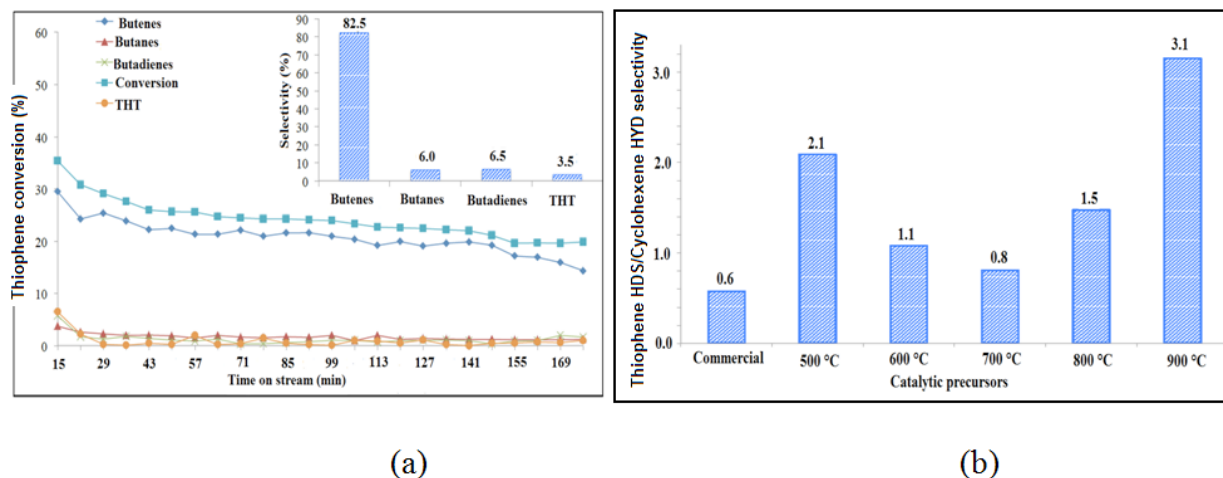 Thiophene conversion (%)
60
50
40
30
20
10
0
Butenes
Butanes
Butadienes
Conversion
THT
15 29 43 57 71 85 99 113 127 141 155 169
Time on stream (min)
Selectivity (%)
90
80
70
60
50
40
30
20
10
0
82.5
6.0
6.5
3.5
Butenes Butanes Butadienes THT
(a)
Thiophene HDS/Cyclohexene HYD selectivity
3.0
2.0
1.0
0.0
0.6
2.1
1.1
0.8
1.5
3.1
Commercial 500 °C 600 °C 700 °C 800 °C 900 °C
Catalytic precursors
(b)